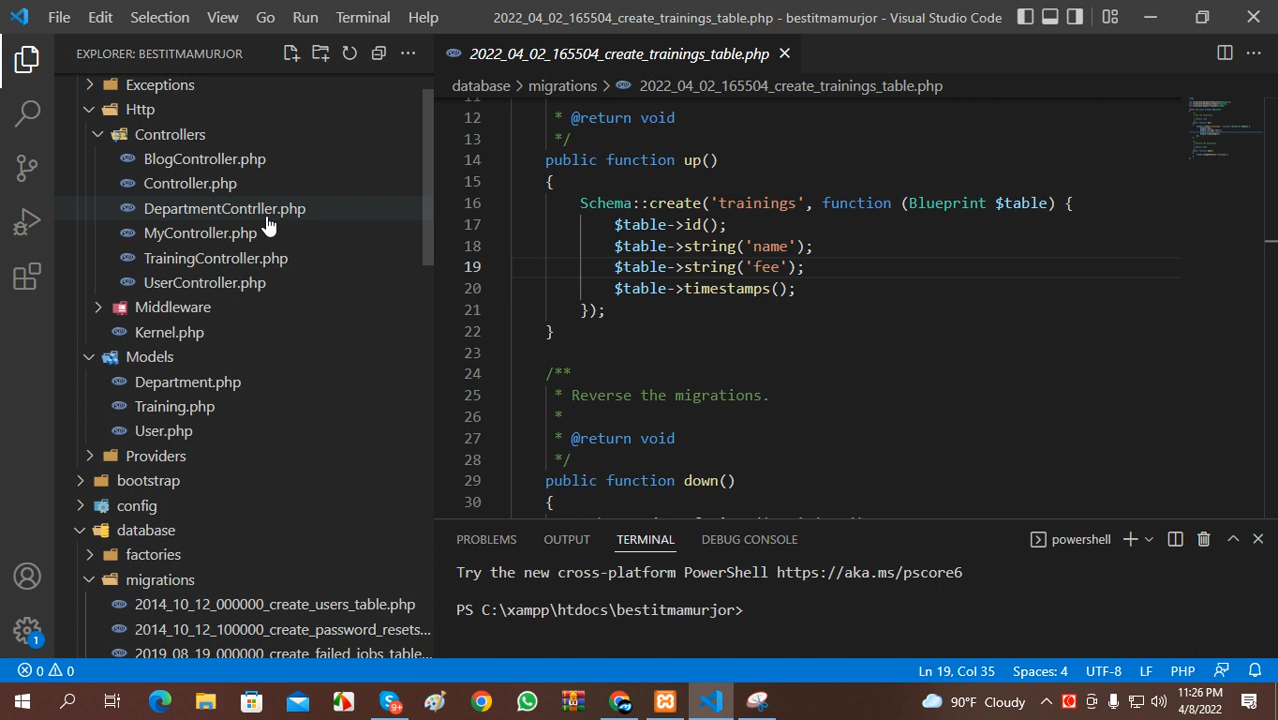 File Edit Selection View Go Run Terminal Help 2022_04_02_165504_create_trainings_table.php - bestitmamurjor - Visual Studio Code
EXPLORER: BESTITMAMURJOR
Exceptions
Http
Controllers
BlogController.php
Controller.php
DepartmentContrller.php
MyController.php
TrainingController.php
UserController.php
Middleware
Kernel.php
Models
Department.php
Training.php
User.php
Providers
bootstrap
config
database
factories
migrations
2014_10_12_000000_create_users_table.php
2014_10_12_100000_create_password_resets...
2019_08_19_000000_create_failed_jobs_table...
2022_04_02_165504_create_trainings_table.php
database > migrations > 2022_04_02_165504_create_trainings_table.php
11
12 * @return void
13 */
14 public function up()
15 {
16 Schema::create('trainings', function (Blueprint $table) {
17 $table->id();
18 $table->string('name');
19 $table->string('fee');
20 $table->timestamps();
21 });
22 }
23
24 /**
25 * Reverse the migrations.
26 *
27 * @return void
28 */
29 public function down()
30 {
PROBLEMS OUTPUT TERMINAL DEBUG CONSOLE powershell
Try the new cross-platform PowerShell https://aka.ms/pscore6
PS C:\xampp\htdocs\bestitmamurjor>
1
0 0 Ln 19, Col 35 Spaces: 4 UTF-8 LF PHP
9+ 90°F Cloudy 11:26 PM
4/8/2022